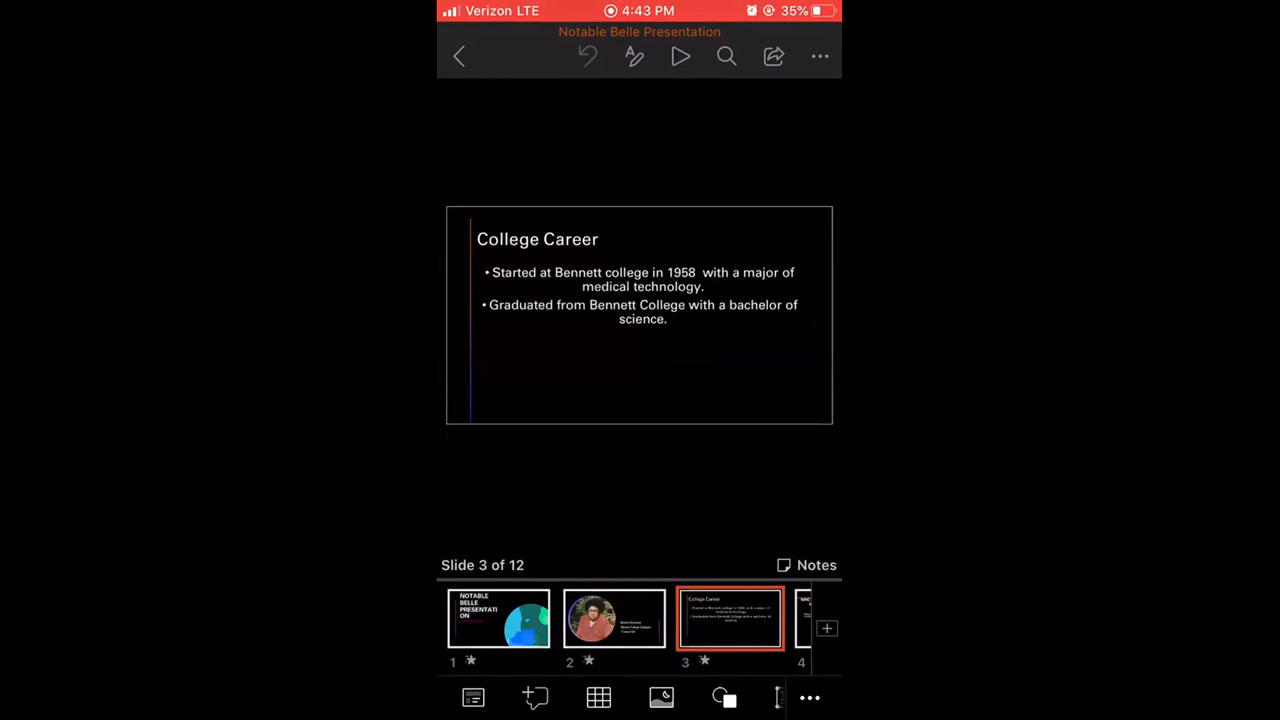 Verizon LTE 4:43 PM 35%
Notable Belle Presentation
College Career
• Started at Bennett college in 1958 with a major of
medical technology.
• Graduated from Bennett College with a bachelor of
science.
Slide 3 of 12
Notes
NOTABLE
BELLE
PRESENTATI
ON
College Career
1
2
3
4